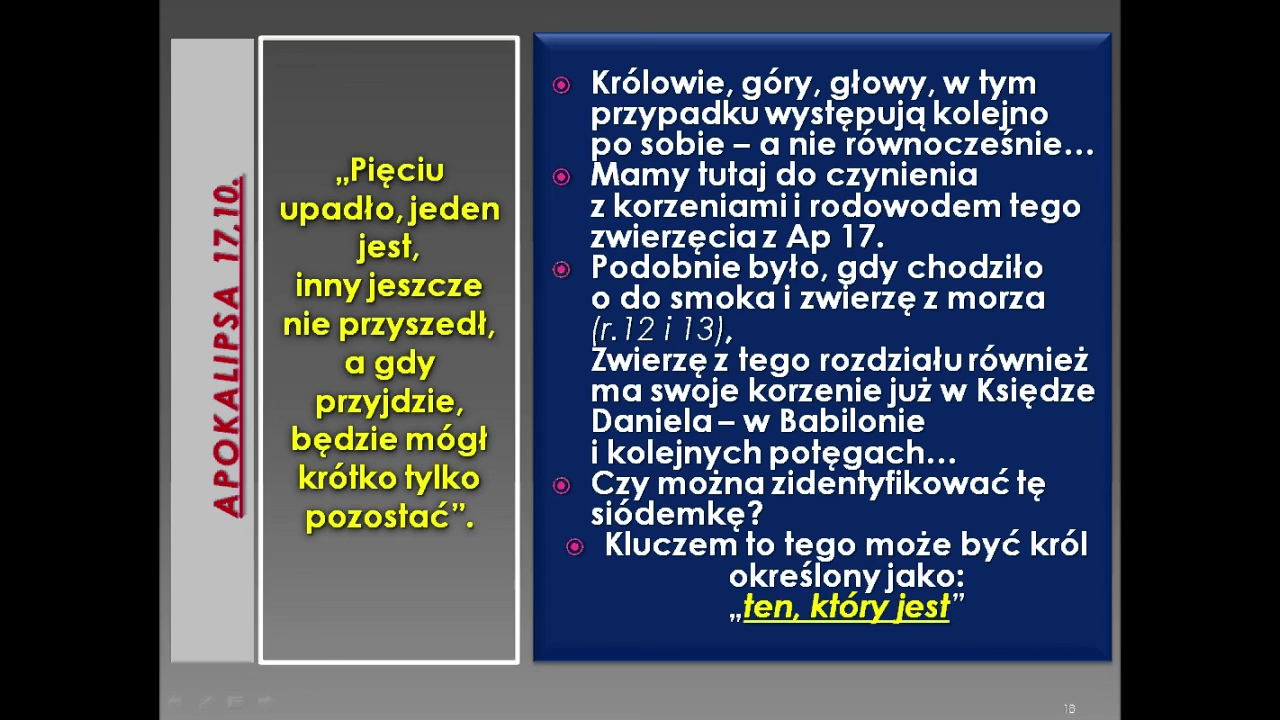 APOKALIPSA 17,10.
„Pięciu
upadło, jeden
jest,
inny jeszcze
nie przyszedł,
a gdy
przyjdzie,
będzie mógł
krótko tylko
pozostać”.
Królowie, góry, głowy, w tym
przypadku występują kolejno
po sobie – a nie równocześnie…
Mamy tutaj do czynienia
z korzeniami i rodowodem tego
zwierzęcia z Ap 17.
Podobnie było, gdy chodziło
o do smoka i zwierzę z morza
(r.12 i 13),
Zwierzę z tego rozdziału również
ma swoje korzenie już w Księdze
Daniela – w Babilonie
i kolejnych potęgach…
Czy można zidentyfikować tę
siódemkę?
Kluczem to tego może być król
określony jako:
„ten, który jest”
18